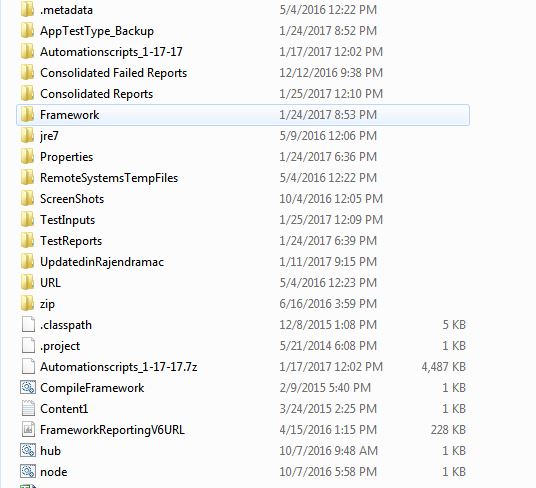 .metadata 5/4/2016 12:22 PM
AppTestType_Backup 1/24/2017 8:52 PM
Automationscripts_1-17-17 1/17/2017 12:02 PM
Consolidated Failed Reports 12/12/2016 9:38 PM
Consolidated Reports 1/25/2017 12:10 PM
Framework 1/24/2017 8:53 PM
jre7 5/9/2016 12:06 PM
Properties 1/24/2017 6:36 PM
RemoteSystemsTempFiles 5/4/2016 12:22 PM
ScreenShots 10/4/2016 12:05 PM
TestInputs 1/25/2017 12:09 PM
TestReports 1/24/2017 6:39 PM
UpdatedinRajendramac 1/11/2017 9:15 PM
URL 5/4/2016 12:23 PM
zip 6/16/2016 3:59 PM
.classpath 12/8/2015 1:08 PM 5 KB
.project 5/21/2014 6:08 PM 1 KB
Automationscripts_1-17-17.7z 1/17/2017 12:02 PM 4,487 KB
CompileFramework 2/9/2015 5:40 PM 1 KB
Content1 3/24/2015 2:25 PM 1 KB
FrameworkReportingV6URL 4/15/2016 1:15 PM 228 KB
hub 10/7/2016 9:48 AM 1 KB
node 10/7/2016 5:58 PM 1 KB